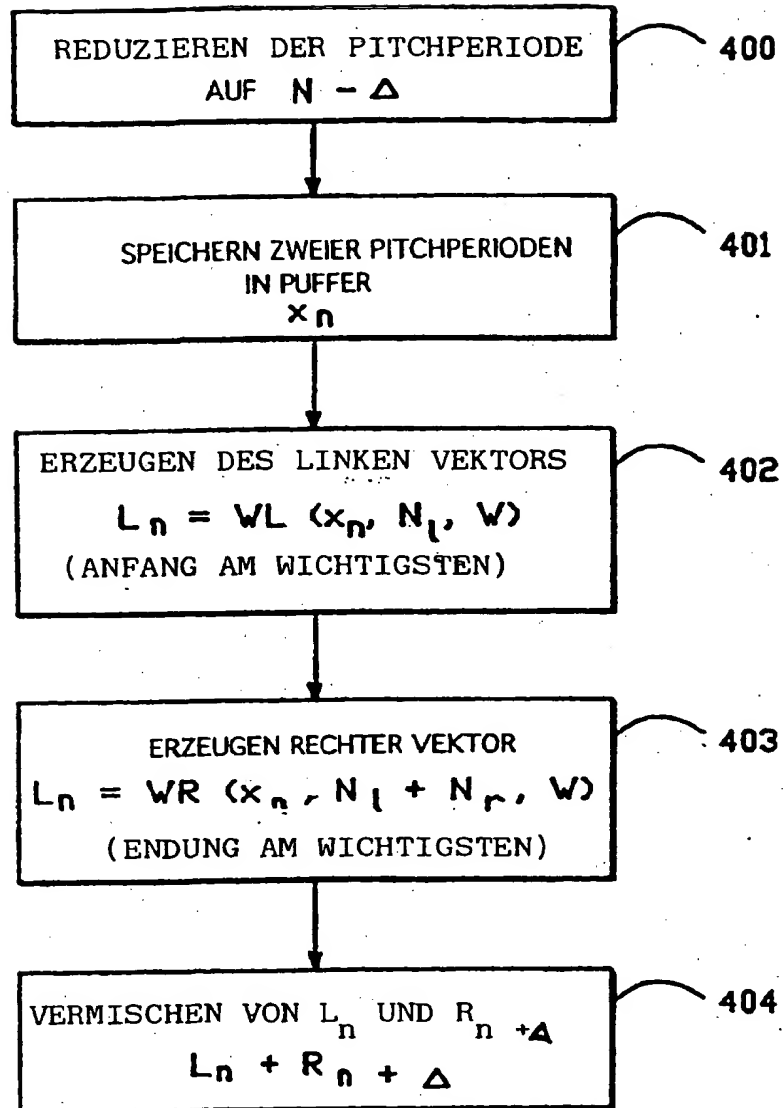 REDUZIEREN DER PITCHPERIODE
AUF N - Δ
400
SPEICHERN ZWEIER PITCHPERIODEN
IN PUFFER
xn
401
ERZEUGEN DES LINKEN VEKTORS
Ln = WL (xn, Nl, W)
(ANFANG AM WICHTIGSTEN)
402
ERZEUGEN RECHTER VEKTOR
Ln = WR (xn, Nl + Nr, W)
(ENDUNG AM WICHTIGSTEN)
403
VERMISCHEN VON Ln UND Rn +Δ
Ln + Rn + Δ
404